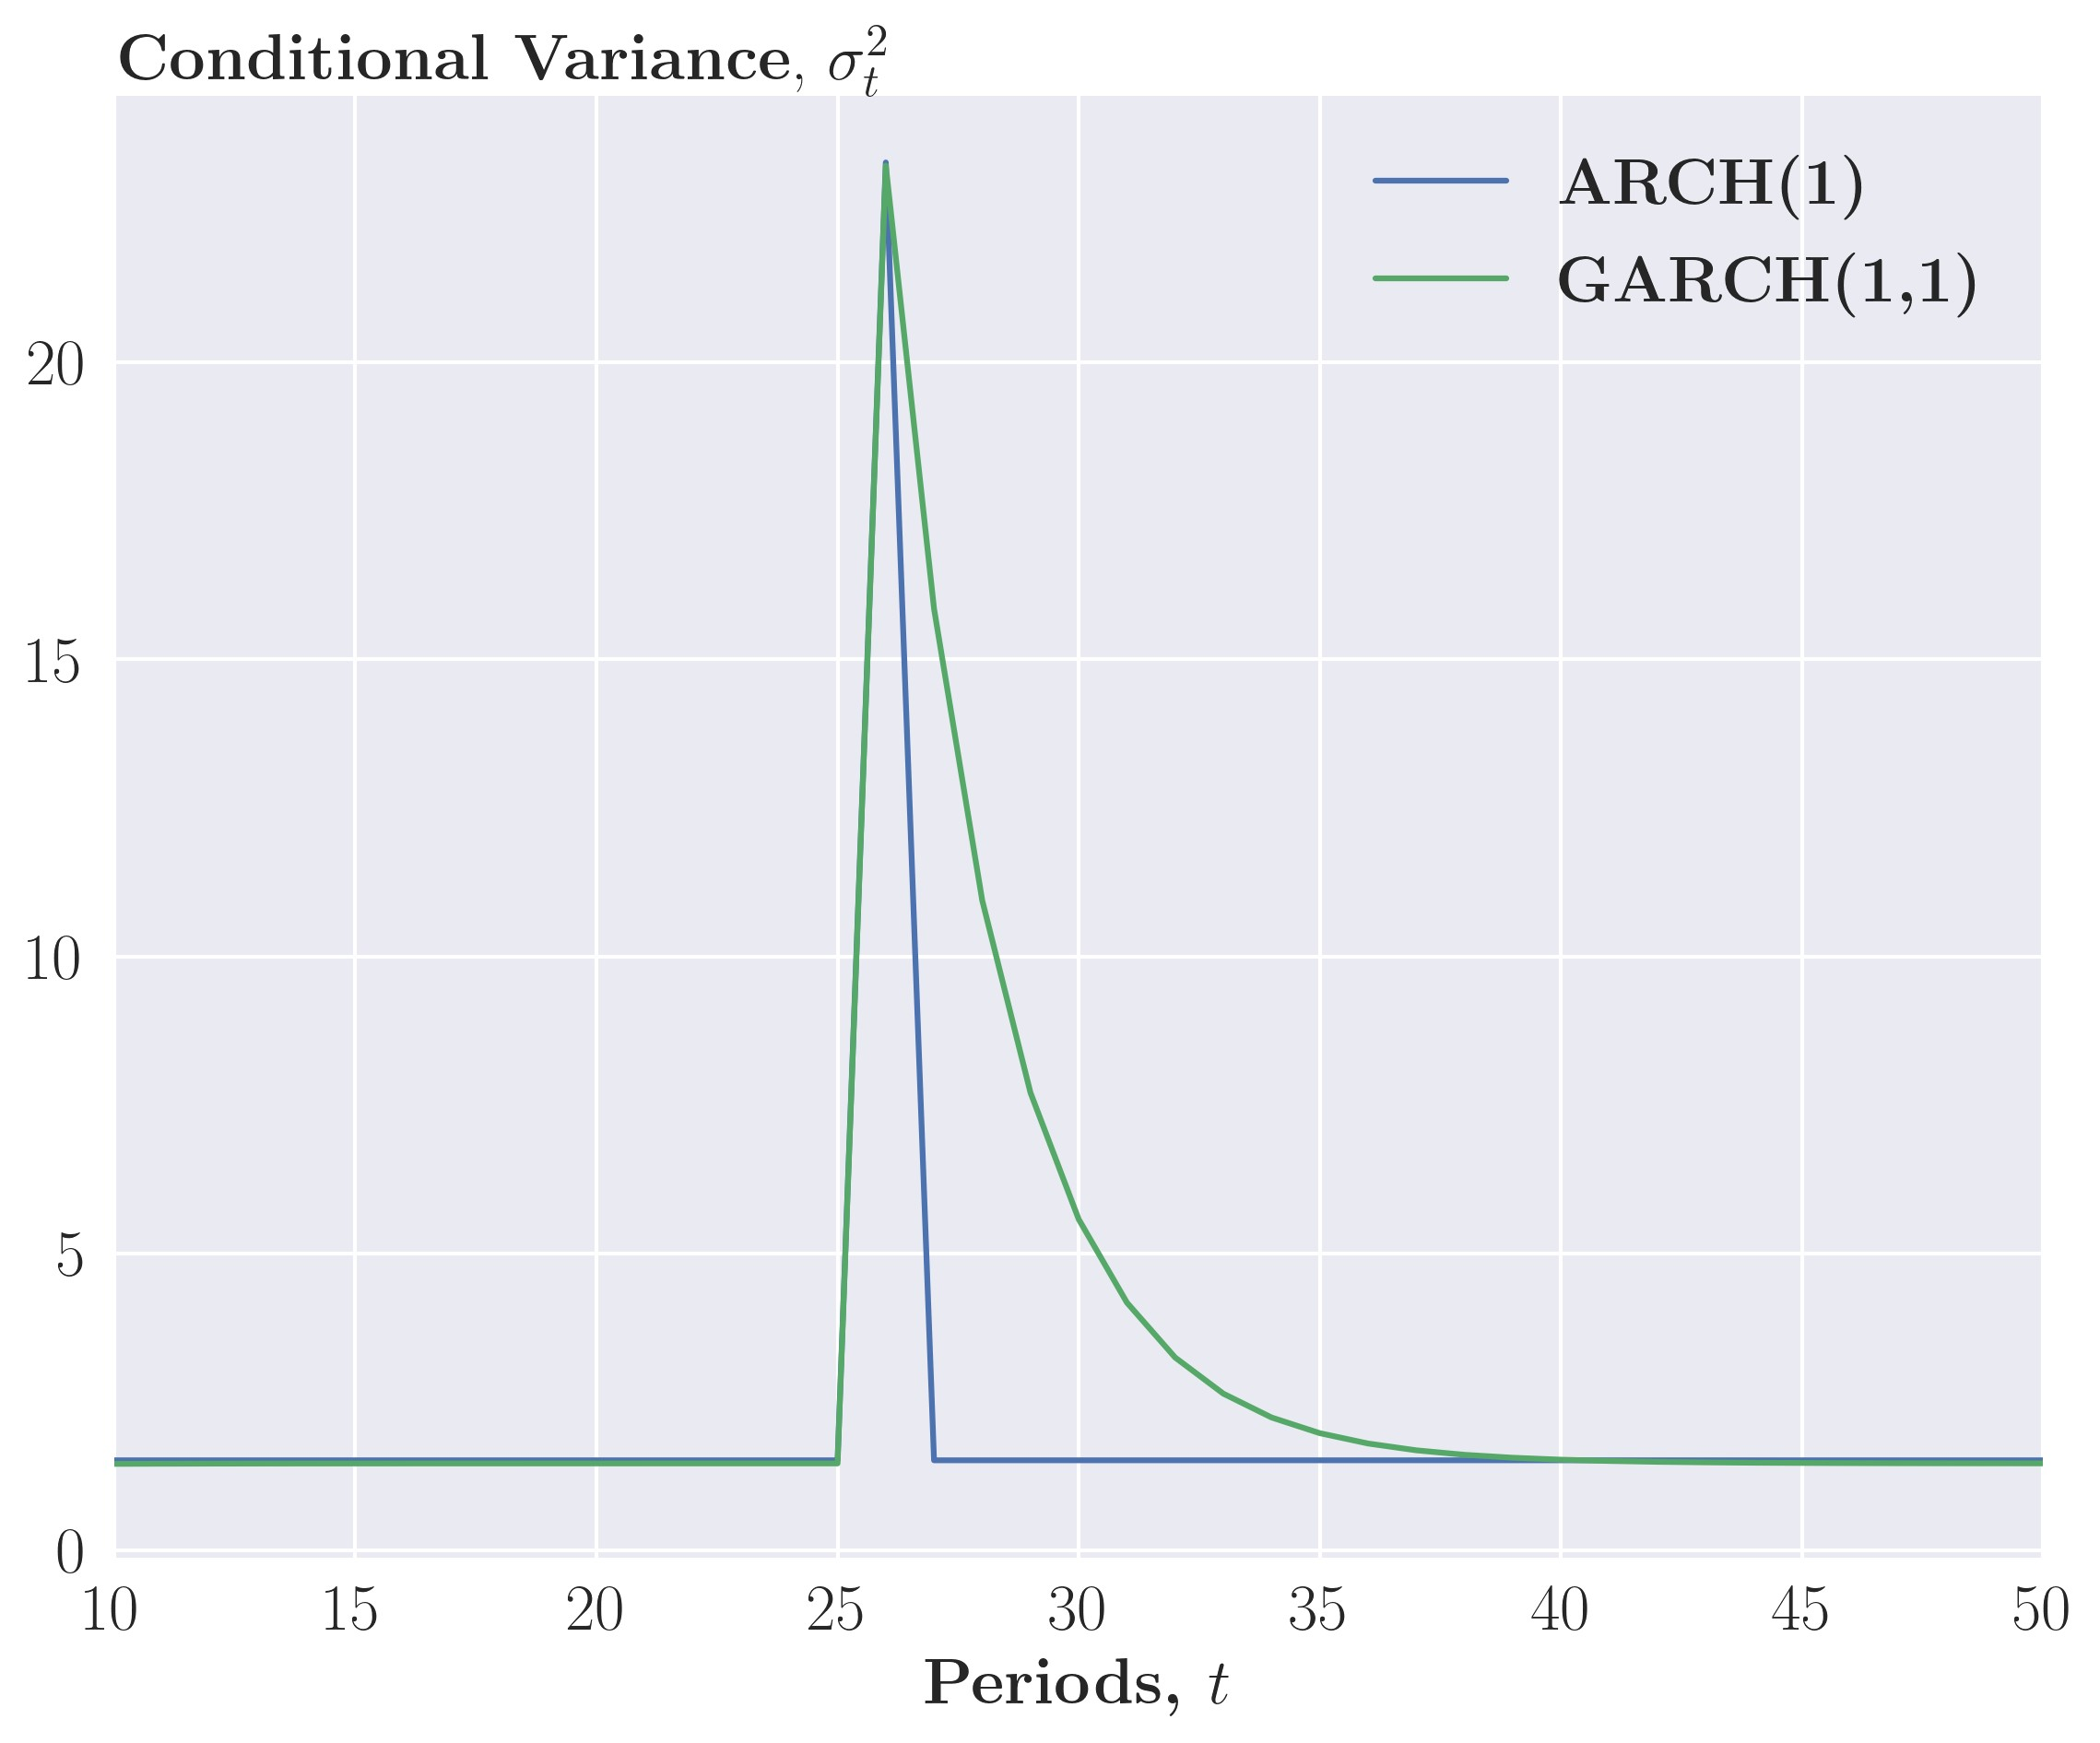 Conditional Variance, σ_t^2
ARCH(1)
GARCH(1,1)
20
15
10
5
0
10 15 20 25 30 35 40 45 50
Periods, t